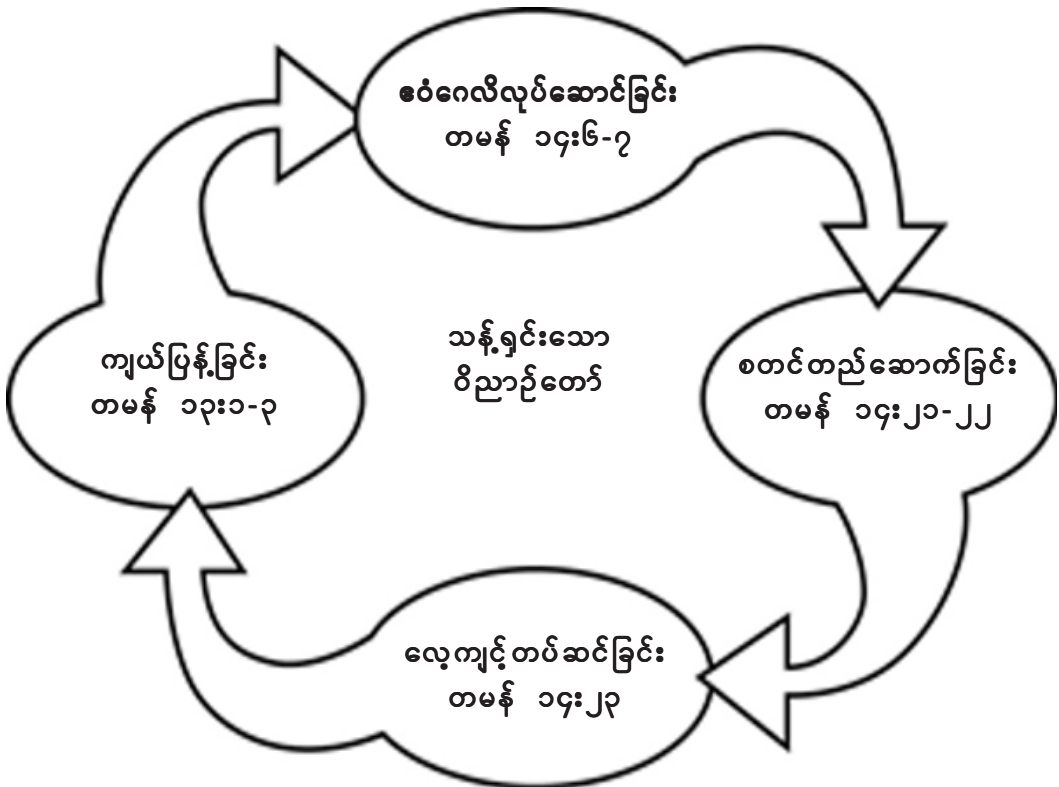 ဧဝံဂေလိလုပ်ဆောင်ခြင်း
တမန် ၁၄း၆-၇
ကျယ်ပြန့်ခြင်း
တမန် ၁၃း၁-၃
သန့်ရှင်းသော
ဝိညာဉ်တော်
စတင်တည်ဆောက်ခြင်း
တမန် ၁၄း၂၁-၂၂
လေ့ကျင့်တပ်ဆင်ခြင်း
တမန် ၁၄း၂၃